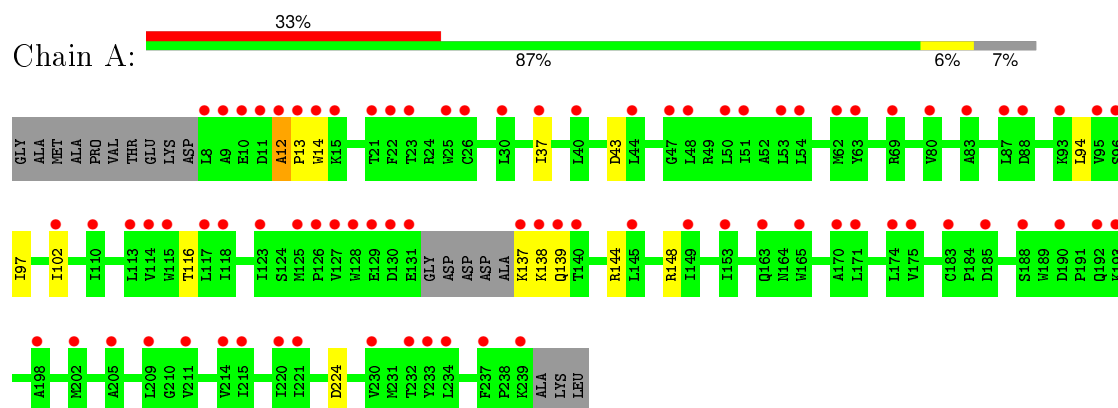 33%
Chain A:
87% 6% 7%
GLY ALA MET ALA PRO VAL THR GLU LYS ASP L8 A9 E10 D11 A12 P13 W14 K15 T21 F22 T23 R24 W25 C26 L30 I37 L40 D43 L44 G47 L48 R49 L50 I51 A52 L53 L54 M62 Y63 R69 V80 A83 L87 D88 K93 L94 V95 S96
I97 I102 I110 L113 V114 W115 T116 L117 I118 I123 S124 M125 P126 V127 W128 E129 D130 E131 GLY ASP ASP ASP ALA K137 K138 Q139 T140 R144 L145 R148 I149 I153 Q163 N164 W165 A170 L171 L174 V175 C183 P184 D185 S188 W189 D190 P191 Q192
A198 M202 A205 L209 G210 V211 V214 I215 I220 I221 D224 V230 M231 T232 Y233 L234 F237 P238 K239 ALA LYS LEU